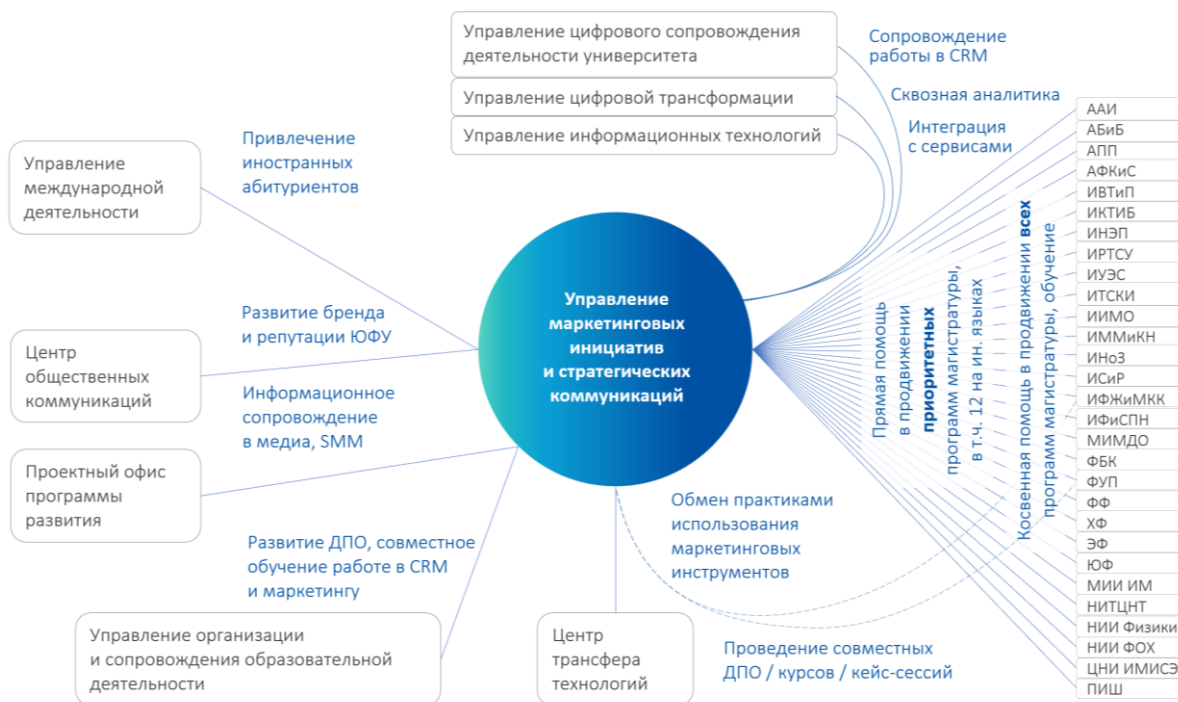 Управление цифрового сопровождения
деятельности университета
Управление цифровой трансформации
Управление информационных технологий
Сопровождение
работы в CRM
Сквозная аналитика
Интеграция
с сервисами
Управление
международной
деятельности
Привлечение
иностранных
абитуриентов
Центр
общественных
коммуникаций
Развитие бренда
и репутации ЮФУ
Проектный офис
программы
развития
Информационное
сопровождение
в медиа, SMM
Управление
маркетинговых
инициатив
и стратегических
коммуникаций
Развитие ДПО, совместное
обучение работе в CRM
и маркетингу
Управление организации
и сопровождения образовательной
деятельности
Обмен практиками
использования
маркетинговых
инструментов
Центр
трансфера
технологий
Проведение совместных
ДПО / курсов / кейс-сессий
Прямая помощь
в продвижении
приоритетных
программ магистратуры,
в т.ч. 12 на ин. языках
Косвенная помощь в продвижении всех
программ магистратуры, обучение
ААИ
АБиБ
АПП
АФКиС
ИВТиП
ИКТИБ
ИНЭП
ИРТСУ
ИУЭС
ИТСКИ
ИИМО
ИММиКН
ИНоЗ
ИСиР
ИФЖиМКК
ИФиСПН
МИМДО
ФБК
ФУП
ФФ
ХФ
ЭФ
ЮФ
МИИ ИМ
НИТЦНТ
НИИ Физики
НИИ ФОХ
ЦНИ ИМИСЭ
ПИШ